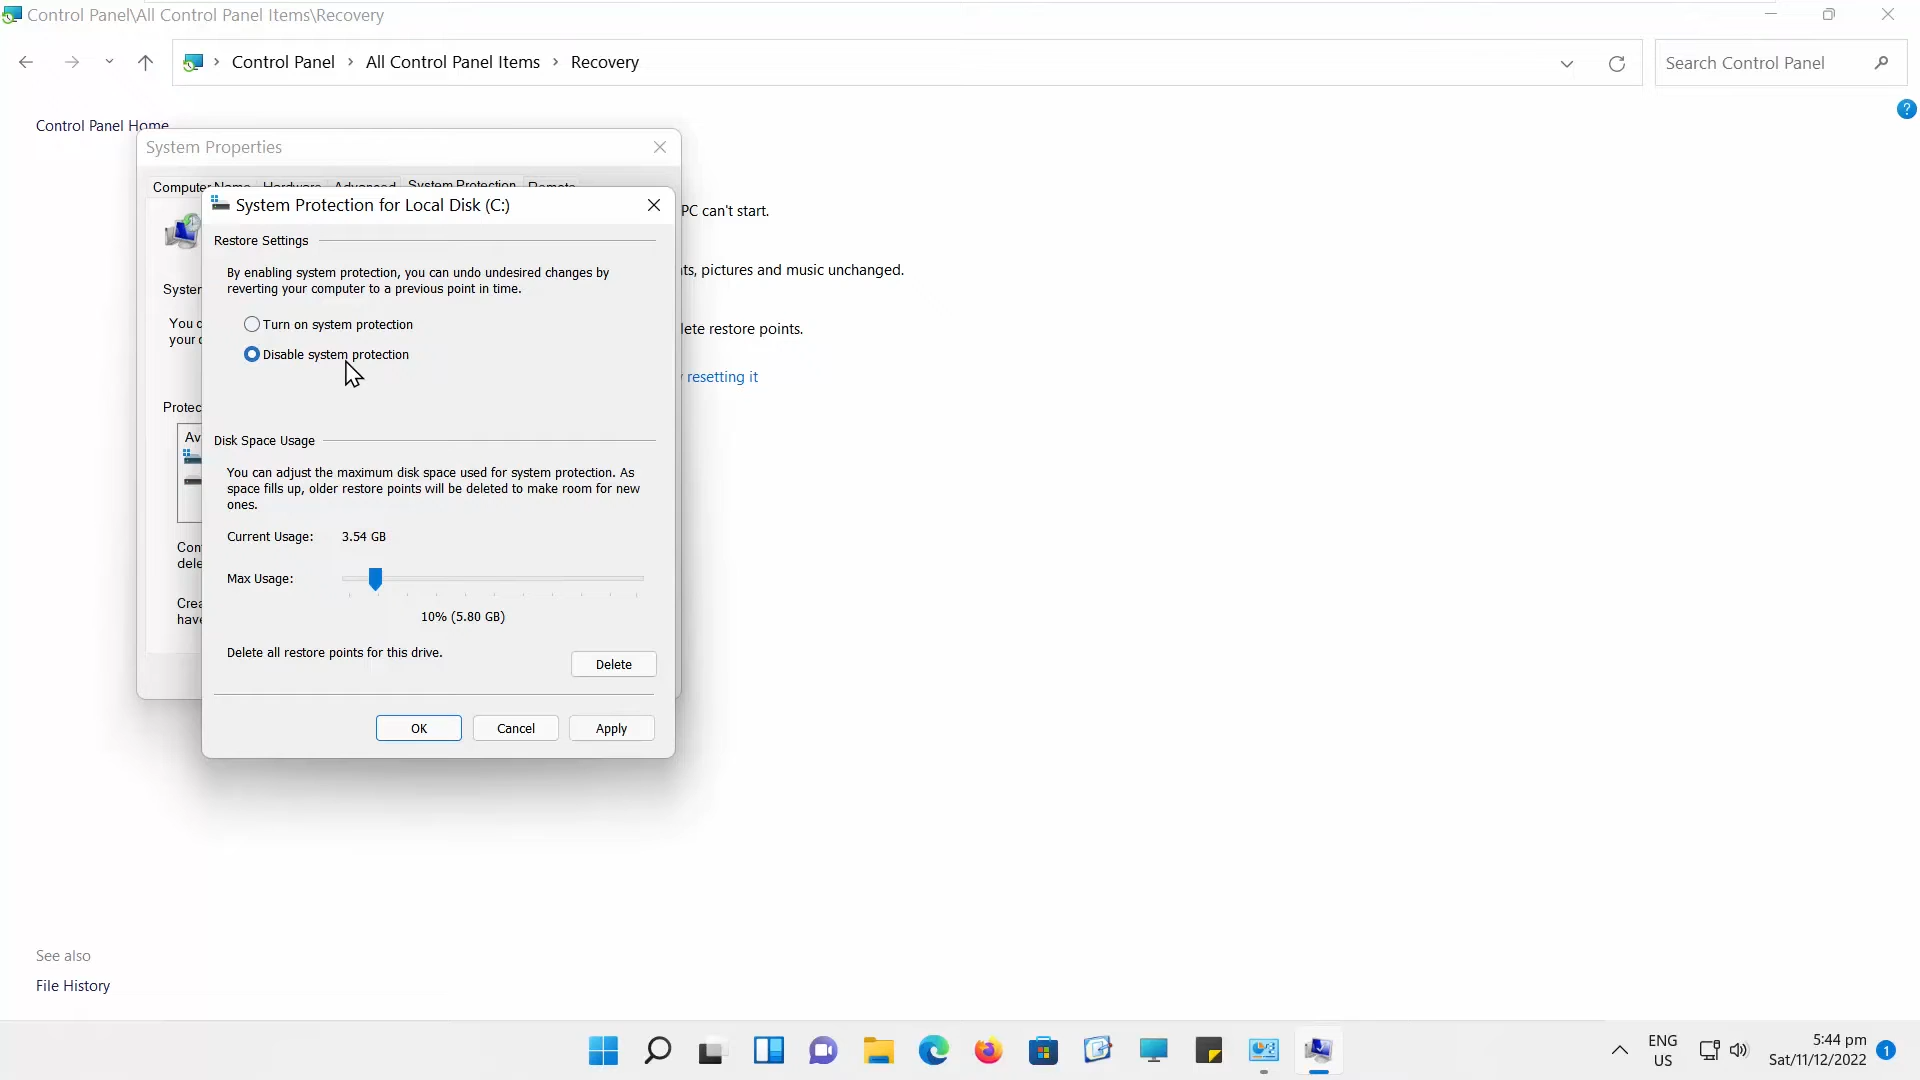 Control Panel\All Control Panel Items\Recovery
Control Panel > All Control Panel Items > Recovery
Search Control Panel
Control Panel Home
System Properties
System Protection
PC can't start.
System Protection for Local Disk (C:)
Restore Settings
By enabling system protection, you can undo undesired changes by
reverting your computer to a previous point in time.
pictures and music unchanged.
Turn on system protection
restore points.
Disable system protection
resetting it
Disk Space Usage
You can adjust the maximum disk space used for system protection. As
space fills up, older restore points will be deleted to make room for new
ones.
Current Usage: 3.54 GB
Max Usage:
10% (5.80 GB)
Delete all restore points for this drive.
Delete
OK
Cancel
Apply
See also
File History
ENG
US
5:44 pm
Sat/11/12/2022
1